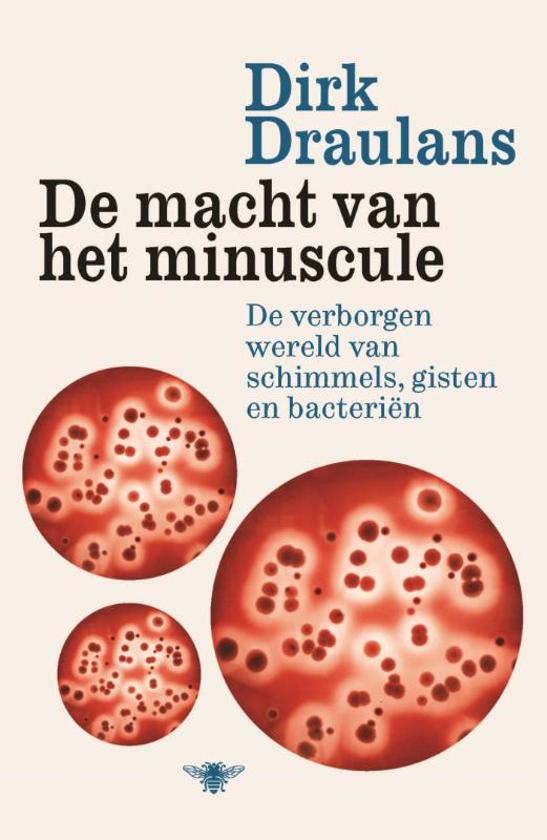 Dirk
Draulans
De macht van
het minuscule
De verborgen
wereld van
schimmels, gisten
en bacteriën